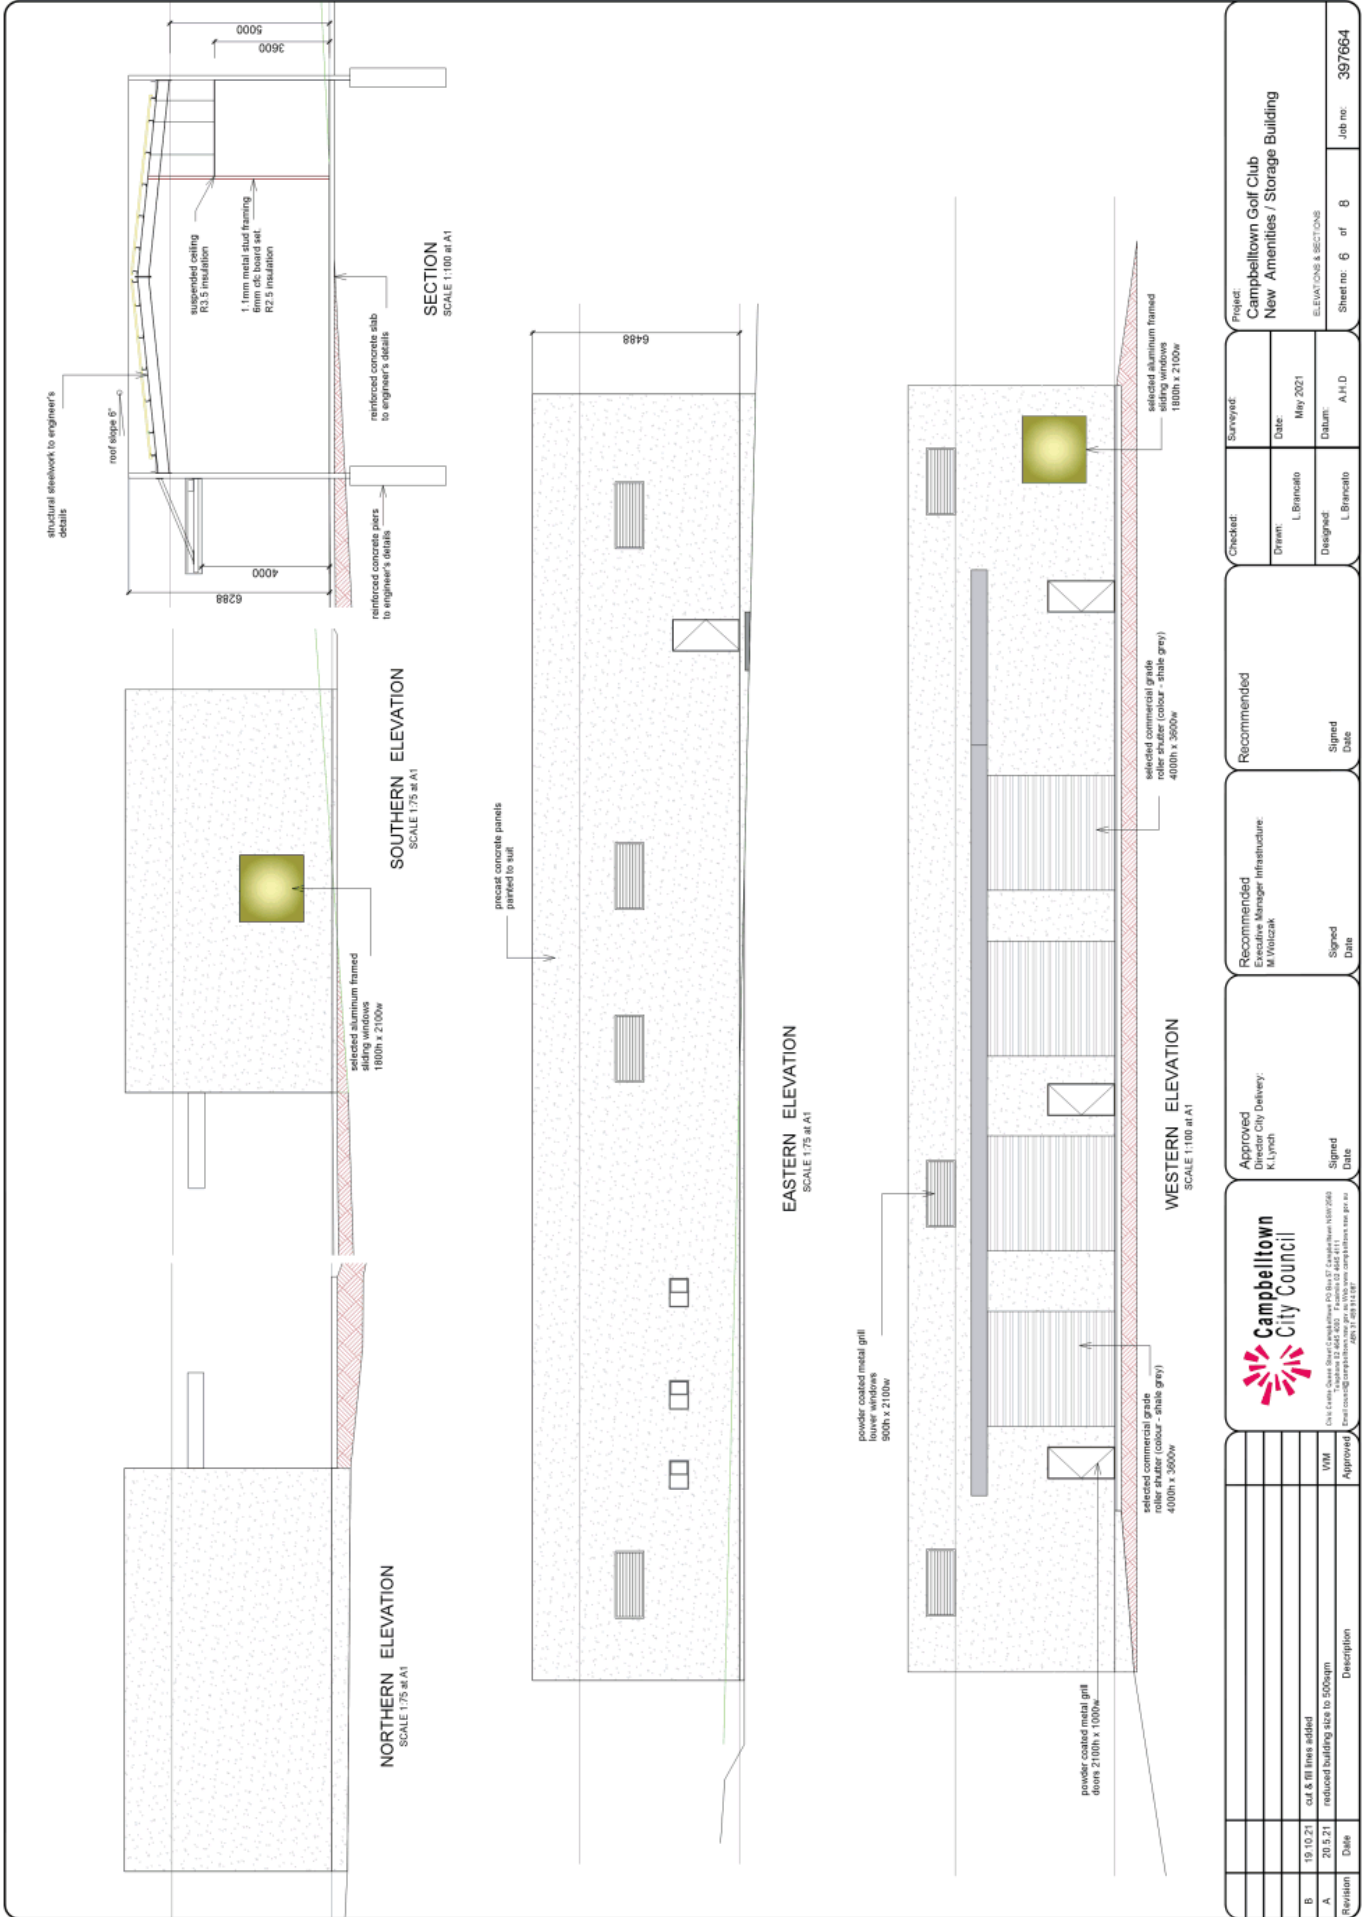 NORTHERN ELEVATION
SCALE 1:75 at A1
SOUTHERN ELEVATION
SCALE 1:75 at A1
selected aluminum framed
sliding windows
1800h x 2100w
structural steelwork to engineer's
details
roof slope 6°
6288
4000
5000
3600
suspended ceiling
R3.5 insulation
1.1mm metal stud framing
6mm cfc board set.
R2.5 insulation
reinforced concrete piers
to engineer's details
reinforced concrete slab
to engineer's details
SECTION
SCALE 1:100 at A1
precast concrete panels
painted to suit
6488
EASTERN ELEVATION
SCALE 1:75 at A1
powder coated metal grill
louver windows
900h x 2100w
powder coated metal grill
doors 2100h x 1000w
selected commercial grade
roller shutter (colour - shale grey)
4000h x 3600w
selected commercial grade
roller shutter (colour - shale grey)
4000h x 3600w
selected aluminum framed
sliding windows
1800h x 2100w
WESTERN ELEVATION
SCALE 1:100 at A1
B 19.10.21 cut & fill lines added
A 20.5.21 reduced building size to 500sqm WM
Revision Date Description Approved
Campbelltown
City Council
Approved
Director City Delivery:
K.Lynch
Signed
Date
Recommended
Executive Manager Infrastructure:
M.Wolczak
Signed
Date
Recommended
Signed
Date
Checked:
Surveyed:
Drawn:
L.Brancato
Date:
May 2021
Designed:
L.Brancato
Datum:
A.H.D
Project:
Campbelltown Golf Club
New Amenities / Storage Building
ELEVATIONS & SECTIONS
Sheet no: 6 of 8
Job no: 397664